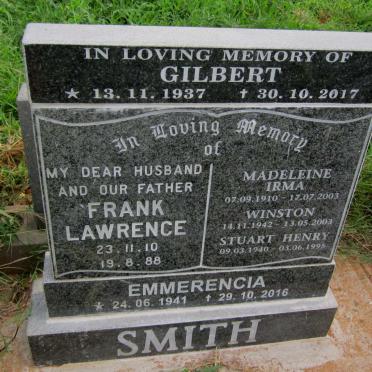 IN LOVING MEMORY OF
GILBERT
★ 13. 11. 1937 † 30. 10. 2017
In Loving Memory
of
MY DEAR HUSBAND
AND OUR FATHER
FRANK
LAWRENCE
23.11.10
19.8.88
MADELEINE
IRMA
07.09.1910 - 17.07.2003
WINSTON
14.11.1942 - 13.05.2003
STUART HENRY
09.03.1940 - 03.06.1998
EMMERENCIA
★ 24.06.1941 † 29.10.2016
SMITH